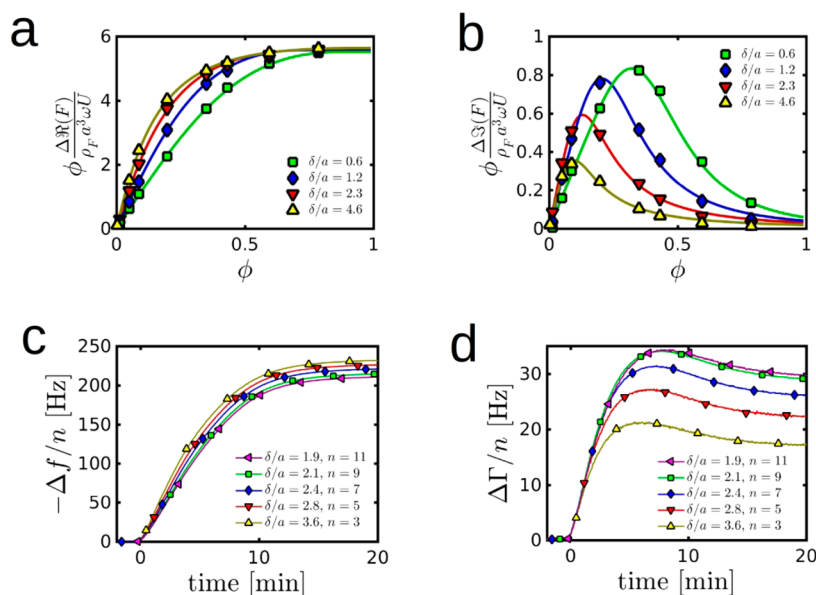 a
6
4
2
0
0
0.5
1
ϕ
ϕ Δℜ(F) / ρ_F a³ωU
δ/a = 0.6
δ/a = 1.2
δ/a = 2.3
δ/a = 4.6
b
1
0.8
0.6
0.4
0.2
0
0
0.5
1
ϕ
ϕ Δℑ(F) / ρ_F a³ωU
δ/a = 0.6
δ/a = 1.2
δ/a = 2.3
δ/a = 4.6
c
250
200
150
100
50
0
0
10
20
time [min]
−Δf/n [Hz]
δ/a = 1.9, n = 11
δ/a = 2.1, n = 9
δ/a = 2.4, n = 7
δ/a = 2.8, n = 5
δ/a = 3.6, n = 3
d
30
20
10
0
0
10
20
time [min]
ΔΓ/n [Hz]
δ/a = 1.9, n = 11
δ/a = 2.1, n = 9
δ/a = 2.4, n = 7
δ/a = 2.8, n = 5
δ/a = 3.6, n = 3